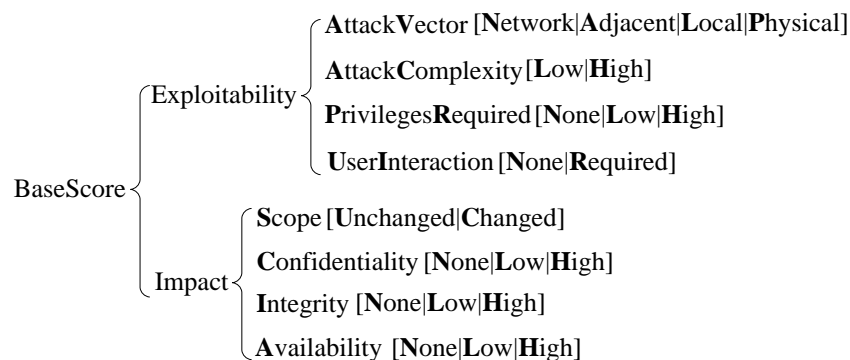 AttackVector [Network|Adjacent|Local|Physical]
AttackComplexity [Low|High]
Exploitability
PrivilegesRequired [None|Low|High]
UserInteraction [None|Required]
BaseScore
Scope [Unchanged|Changed]
Confidentiality [None|Low|High]
Impact
Integrity [None|Low|High]
Availability [None|Low|High]